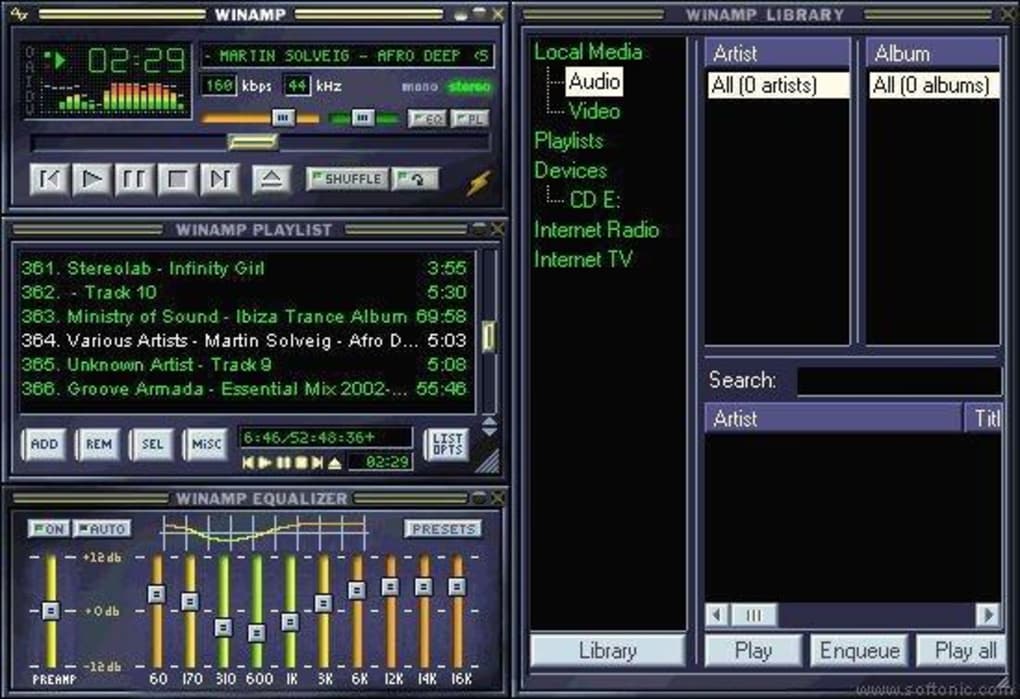 WINAMP
02:29
- MARTIN SOLVEIG - AFRO DEEP <5
160 kbps 44 kHz mono stereo
EQ PL
SHUFFLE
WINAMP PLAYLIST
361. Stereolab - Infinity Girl 3:55
362. - Track 10 5:30
363. Ministry of Sound - Ibiza Trance Album 69:58
364. Various Artists - Martin Solveig - Afro D... 5:03
365. Unknown Artist - Track 9 5:08
366. Groove Armada - Essential Mix 2002-... 55:46
ADD REM SEL MISC
6:46/52:48:36+
02:29
LIST
OPTS
WINAMP EQUALIZER
ON AUTO PRESETS
+12db
+0db
-12db
PREAMP 60 170 310 600 1K 3K 6K 12K 14K 16K
WINAMP LIBRARY
Local Media
Audio
Video
Playlists
Devices
CD E:
Internet Radio
Internet TV
Library
Artist Album
All (0 artists) All (0 albums)
Search:
Artist Titl
Play Enqueue Play all
www.softonic.com